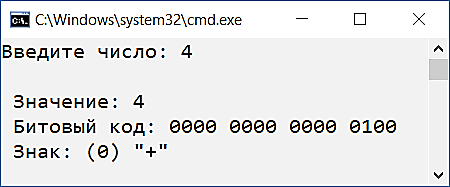 C:\Windows\system32\cmd.exe
Введите число: 4
Значение: 4
Битовый код: 0000 0000 0000 0100
Знак: (0) "+"